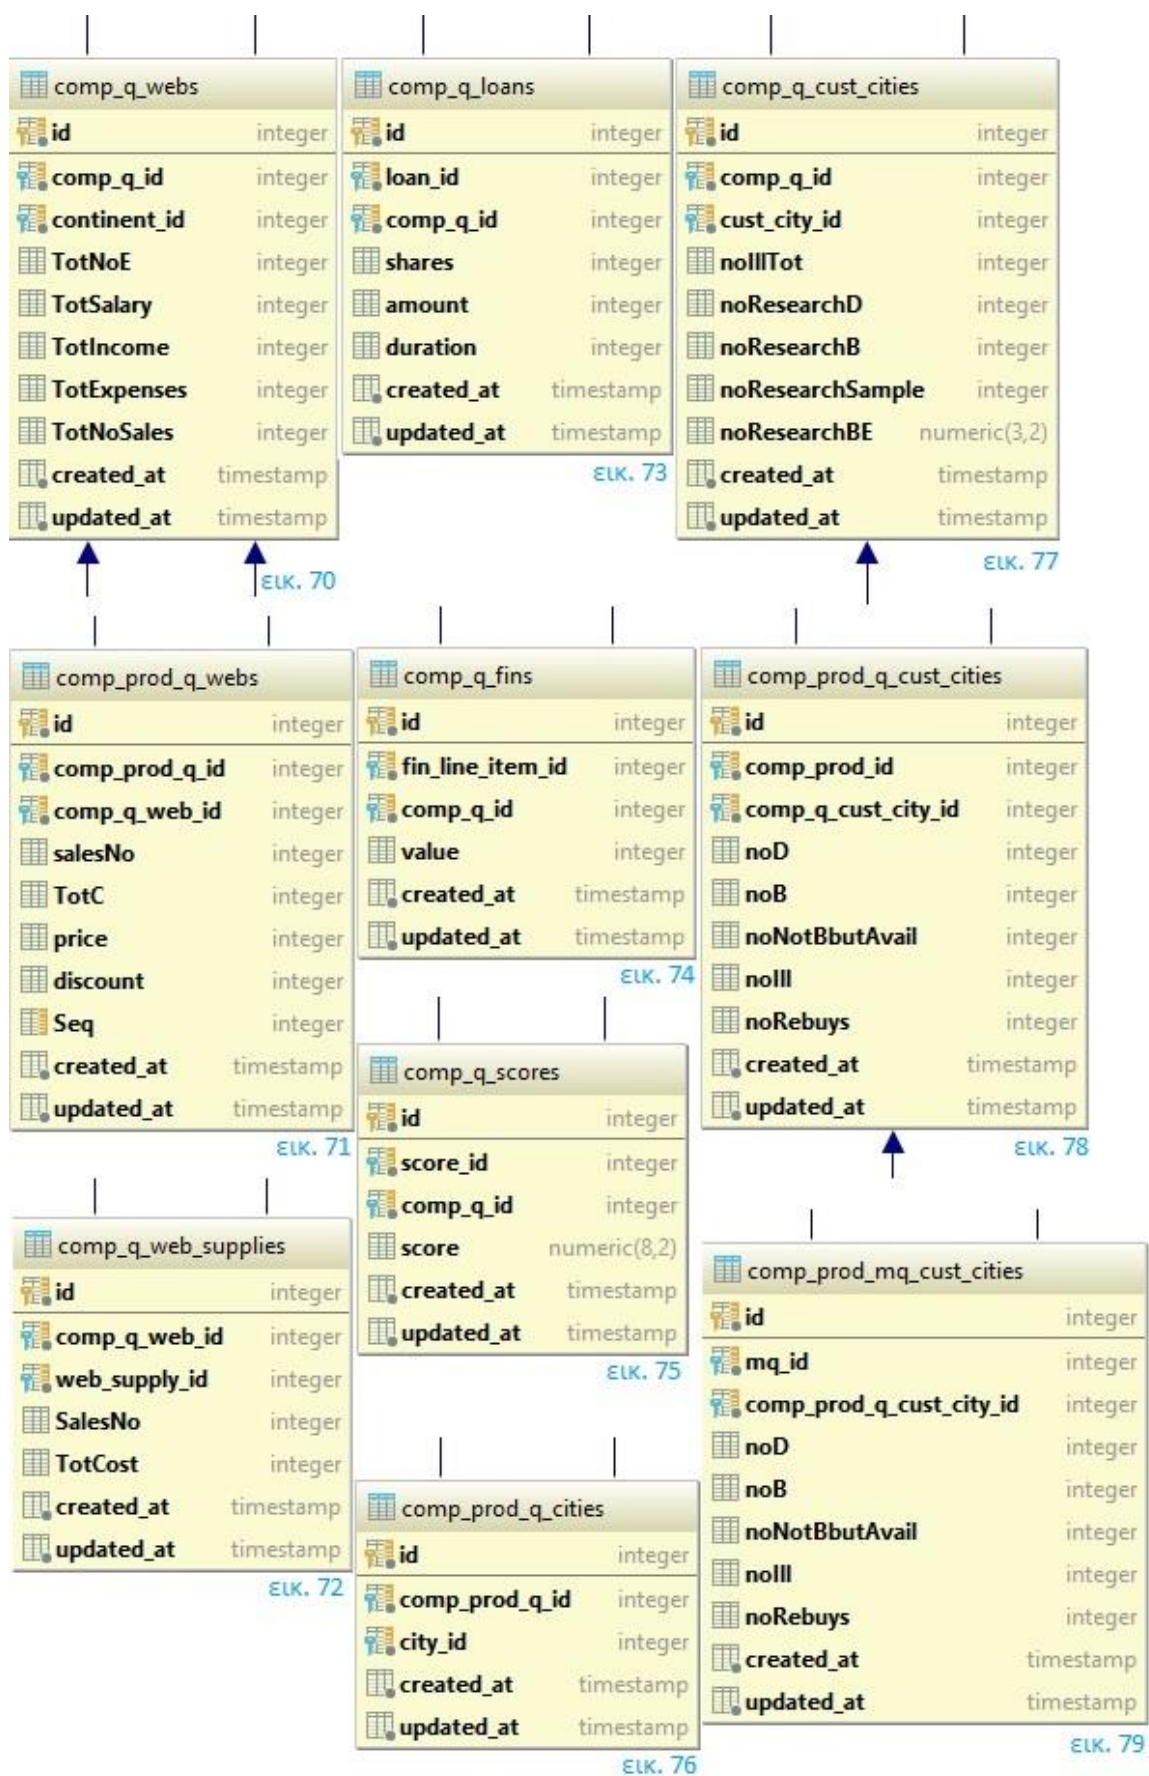 comp_q_webs
id integer
comp_q_id integer
continent_id integer
TotNoE integer
TotSalary integer
TotIncome integer
TotExpenses integer
TotNoSales integer
created_at timestamp
updated_at timestamp
εικ. 70
comp_q_loans
id integer
loan_id integer
comp_q_id integer
shares integer
amount integer
duration integer
created_at timestamp
updated_at timestamp
εικ. 73
comp_q_cust_cities
id integer
comp_q_id integer
cust_city_id integer
noIllTot integer
noResearchD integer
noResearchB integer
noResearchSample integer
noResearchBE numeric(3,2)
created_at timestamp
updated_at timestamp
εικ. 77
comp_prod_q_webs
id integer
comp_prod_q_id integer
comp_q_web_id integer
salesNo integer
TotC integer
price integer
discount integer
Seq integer
created_at timestamp
updated_at timestamp
εικ. 71
comp_q_fins
id integer
fin_line_item_id integer
comp_q_id integer
value integer
created_at timestamp
updated_at timestamp
εικ. 74
comp_prod_q_cust_cities
id integer
comp_prod_id integer
comp_q_cust_city_id integer
noD integer
noB integer
noNotBbutAvail integer
noIll integer
noRebuys integer
created_at timestamp
updated_at timestamp
εικ. 78
comp_q_scores
id integer
score_id integer
comp_q_id integer
score numeric(8,2)
created_at timestamp
updated_at timestamp
εικ. 75
comp_q_web_supplies
id integer
comp_q_web_id integer
web_supply_id integer
SalesNo integer
TotCost integer
created_at timestamp
updated_at timestamp
εικ. 72
comp_prod_q_cities
id integer
comp_prod_q_id integer
city_id integer
created_at timestamp
updated_at timestamp
εικ. 76
comp_prod_mq_cust_cities
id integer
mq_id integer
comp_prod_q_cust_city_id integer
noD integer
noB integer
noNotBbutAvail integer
noIll integer
noRebuys integer
created_at timestamp
updated_at timestamp
εικ. 79